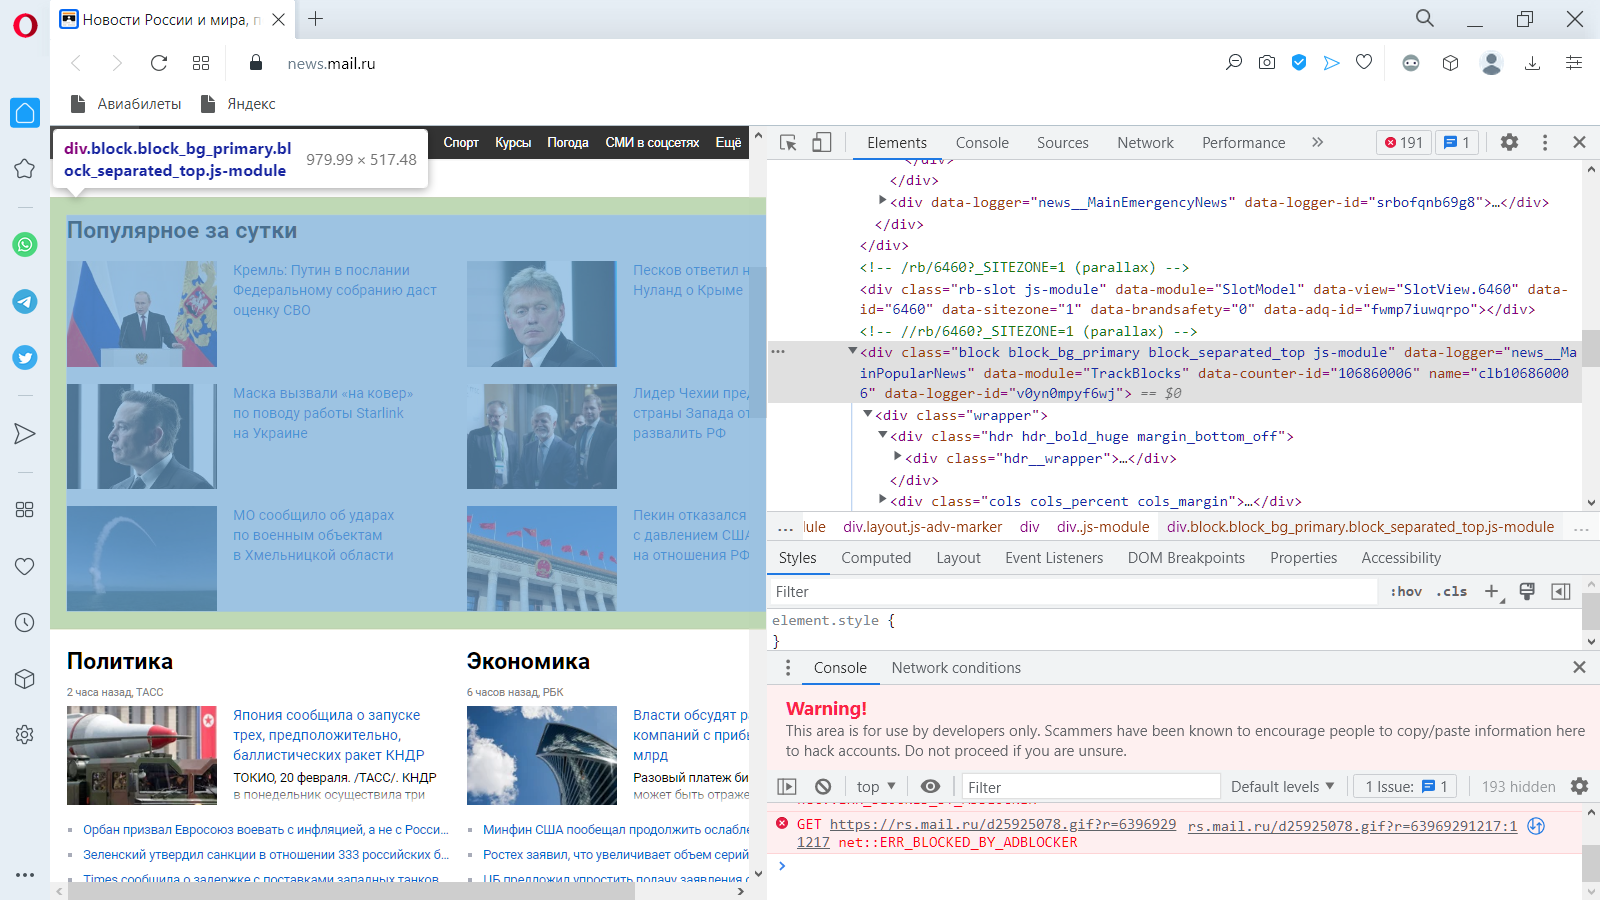 Новости России и мира, п
news.mail.ru
Авиабилеты
Яндекс
div.block.block_bg_primary.bl
ock_separated_top.js-module
979.99 × 517.48
Спорт
Курсы
Погода
СМИ в соцсетях
Ещё
Популярное за сутки
Кремль: Путин в послании
Федеральному собранию даст
оценку СВО
Песков ответил н
Нуланд о Крыме
Маска вызвали «на ковер»
по поводу работы Starlink
на Украине
Лидер Чехии пред
страны Запада от
развалить РФ
МО сообщило об ударах
по военным объектам
в Хмельницкой области
Пекин отказался
с давлением США
на отношения РФ
Политика
2 часа назад, ТАСС
Япония сообщила о запуске
трех, предположительно,
баллистических ракет КНДР
ТОКИО, 20 февраля. /ТАСС/. КНДР
в понедельник осуществила три
Орбан призвал Евросоюз воевать с инфляцией, а не с Росси...
Зеленский утвердил санкции в отношении 333 российских б...
Times сообщила о задержке с поставками западных танков
Экономика
6 часов назад, РБК
Власти обсудят р
компаний с прибы
млрд
Разовый платеж би
может быть отраже
Минфин США пообещал продолжить ослабле
Ростех заявил, что увеличивает объем серий
ЦБ предложил упростить подачу заявления о
Elements
Console
Sources
Network
Performance
191
1
</div>
</div>
<div data-logger="news__MainEmergencyNews" data-logger-id="srbofqnb69g8">…</div>
</div>
</div>
<!-- /rb/6460?_SITEZONE=1 (parallax) -->
<div class="rb-slot js-module" data-module="SlotModel" data-view="SlotView.6460" data-
id="6460" data-sitezone="1" data-brandsafety="0" data-adq-id="fwmp7iuwqrpo"></div>
<!-- //rb/6460?_SITEZONE=1 (parallax) -->
<div class="block block_bg_primary block_separated_top js-module" data-logger="news__Ma
inPopularNews" data-module="TrackBlocks" data-counter-id="106860006" name="clb10686000
6" data-logger-id="v0yn0mpyf6wj"> == $0
<div class="wrapper">
<div class="hdr hdr_bold_huge margin_bottom_off">
<div class="hdr__wrapper">…</div>
</div>
<div class="cols cols_percent cols_margin">…</div>
... lule
div.layout.js-adv-marker
div
div..js-module
div.block.block_bg_primary.block_separated_top.js-module
...
Styles
Computed
Layout
Event Listeners
DOM Breakpoints
Properties
Accessibility
Filter
:hov
.cls
element.style {
}
Console
Network conditions
Warning!
This area is for use by developers only. Scammers have been known to encourage people to copy/paste information here
to hack accounts. Do not proceed if you are unsure.
top
Filter
Default levels
1 Issue:
1
193 hidden
GET https://rs.mail.ru/d25925078.gif?r=6396929
1217 net::ERR_BLOCKED_BY_ADBLOCKER
rs.mail.ru/d25925078.gif?r=63969291217:1